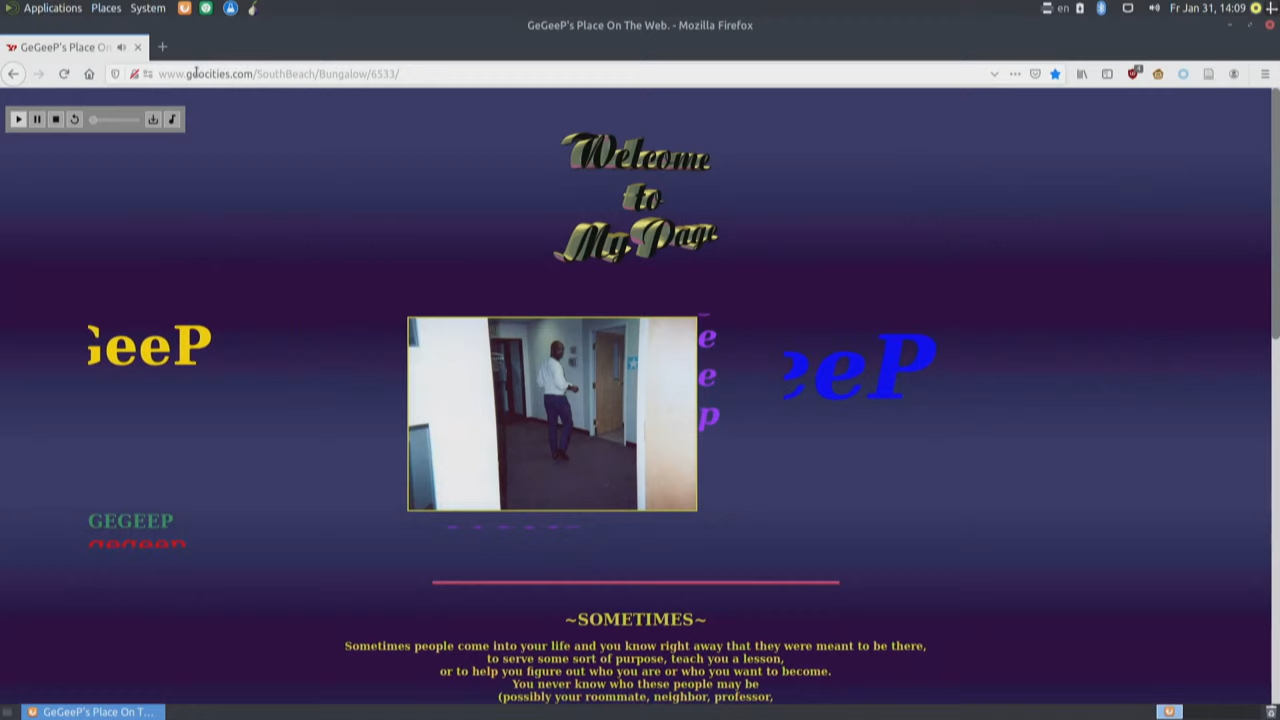 Applications Places System
en
Fr Jan 31, 14:09
GeGeeP's Place On The Web. - Mozilla Firefox
GeGeeP's Place On
www.geocities.com/SouthBeach/Bungalow/6533/
4
Welcome
to
My Page
GeeP
e
e
p
eeP
GEGEEP
gegeep
~SOMETIMES~
Sometimes people come into your life and you know right away that they were meant to be there,
to serve some sort of purpose, teach you a lesson,
or to help you figure out who you are or who you want to become.
You never know who these people may be
(possibly your roommate, neighbor, professor,
GeGeeP's Place On T...